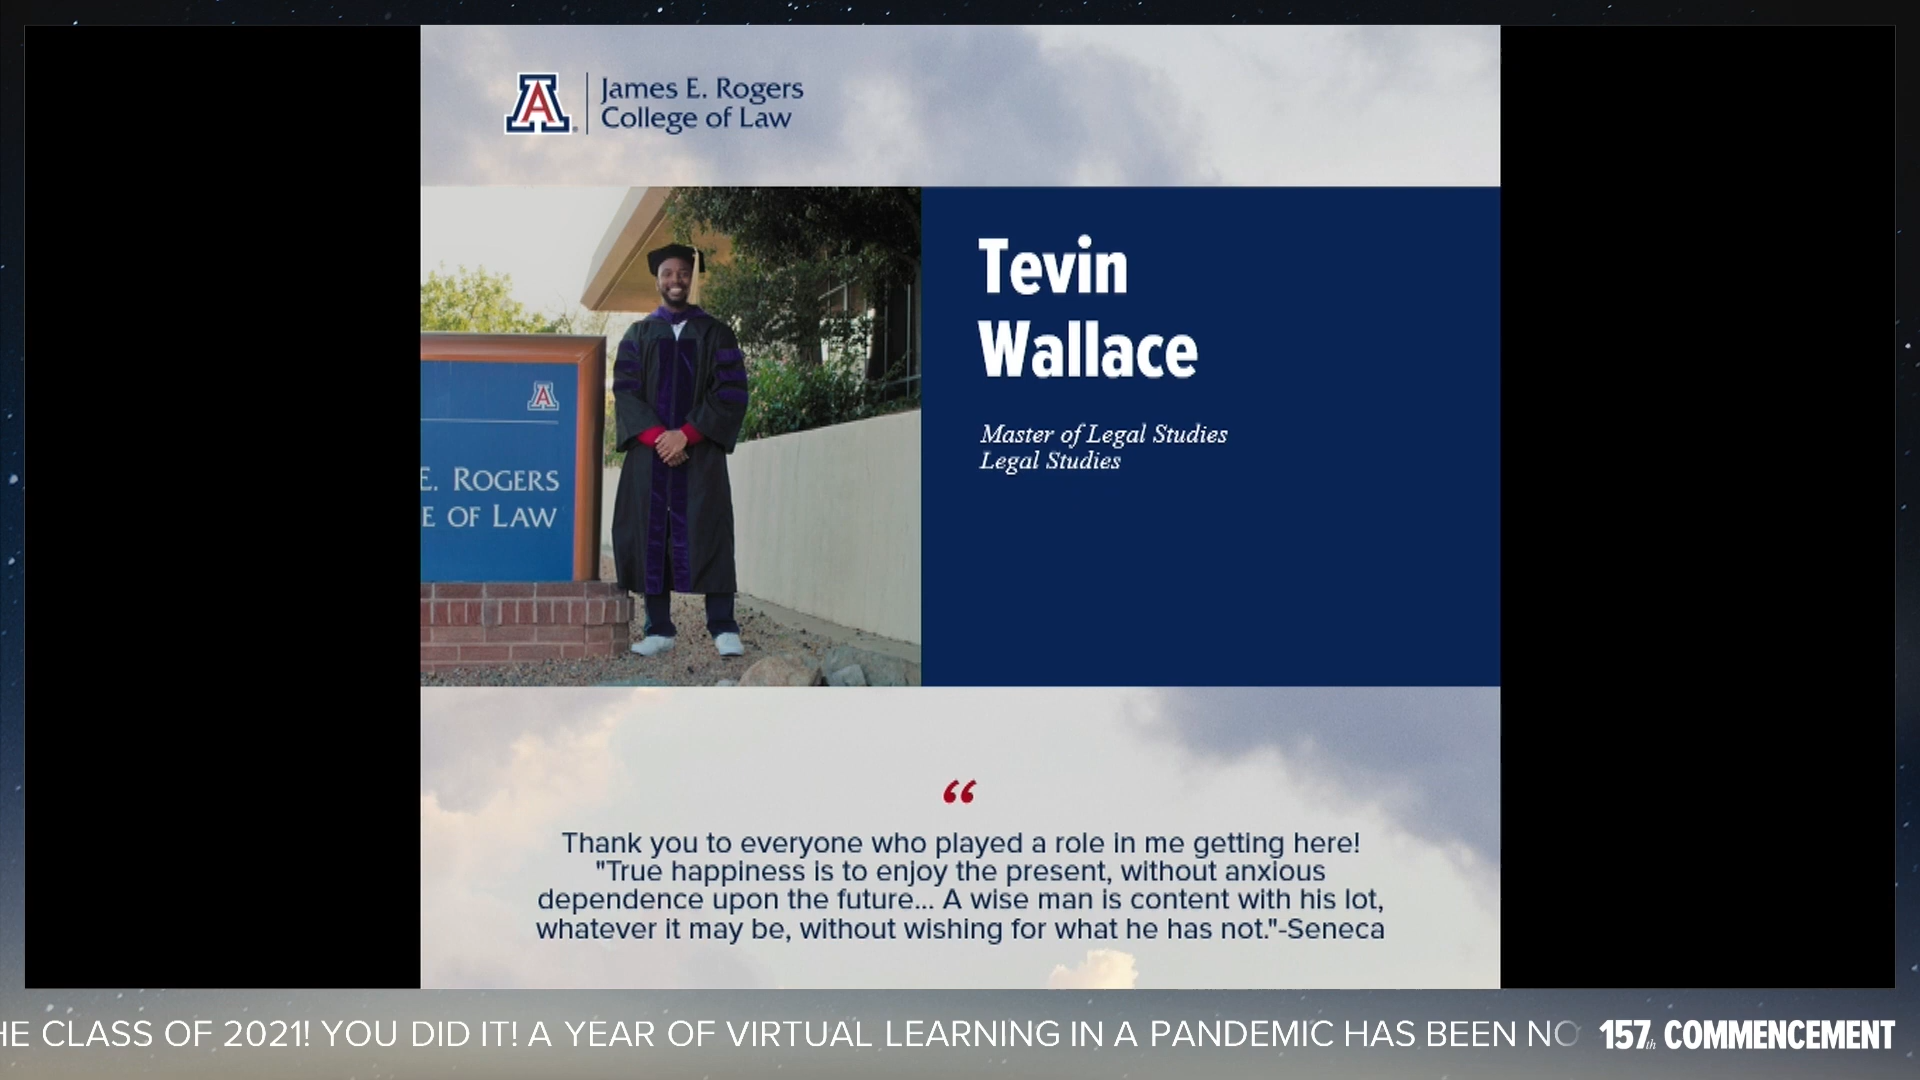 A
James E. Rogers
College of Law
Tevin
Wallace
Master of Legal Studies
Legal Studies
A
E. ROGERS
E OF LAW
“
Thank you to everyone who played a role in me getting here!
"True happiness is to enjoy the present, without anxious
dependence upon the future... A wise man is content with his lot,
whatever it may be, without wishing for what he has not."-Seneca
HE CLASS OF 2021! YOU DID IT! A YEAR OF VIRTUAL LEARNING IN A PANDEMIC HAS BEEN NO
157th COMMENCEMENT